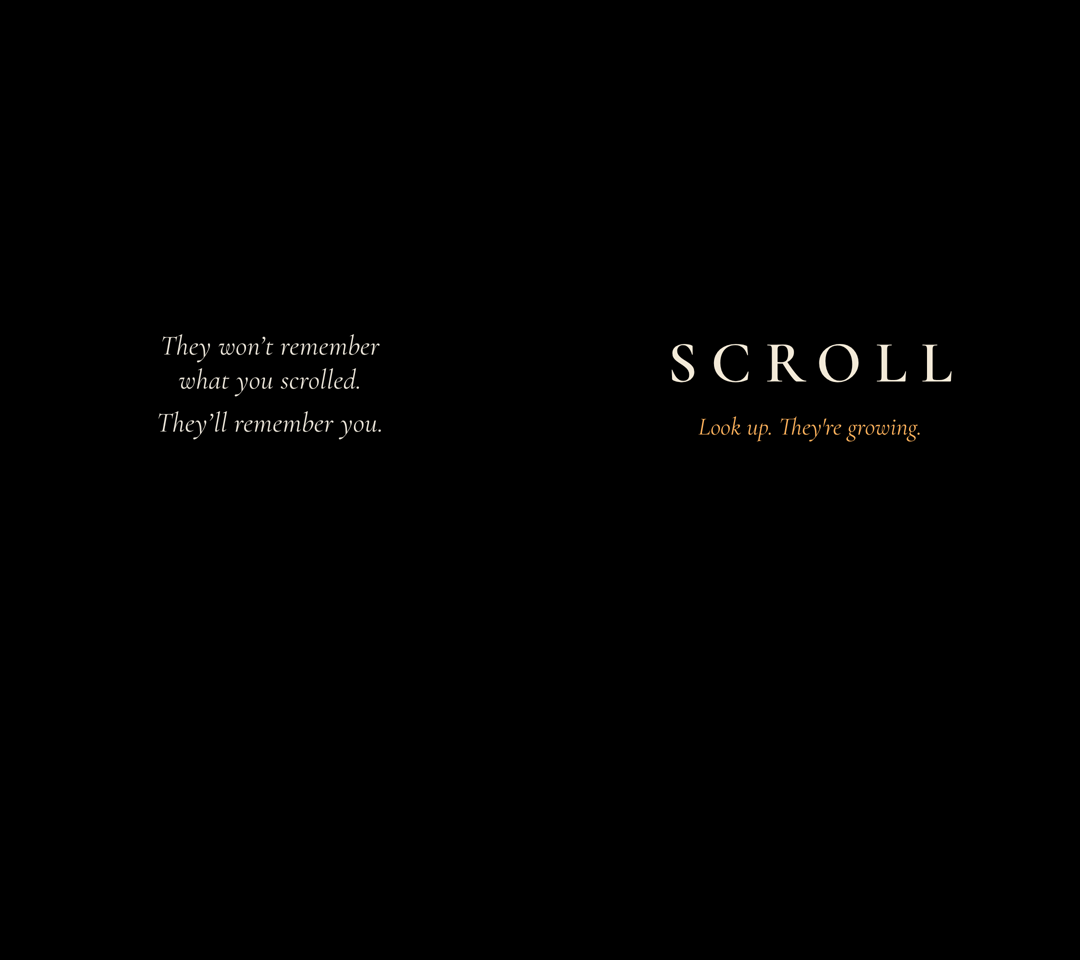 They won’t remember
what you scrolled.
They’ll remember you.
SCROLL
Look up. They're growing.